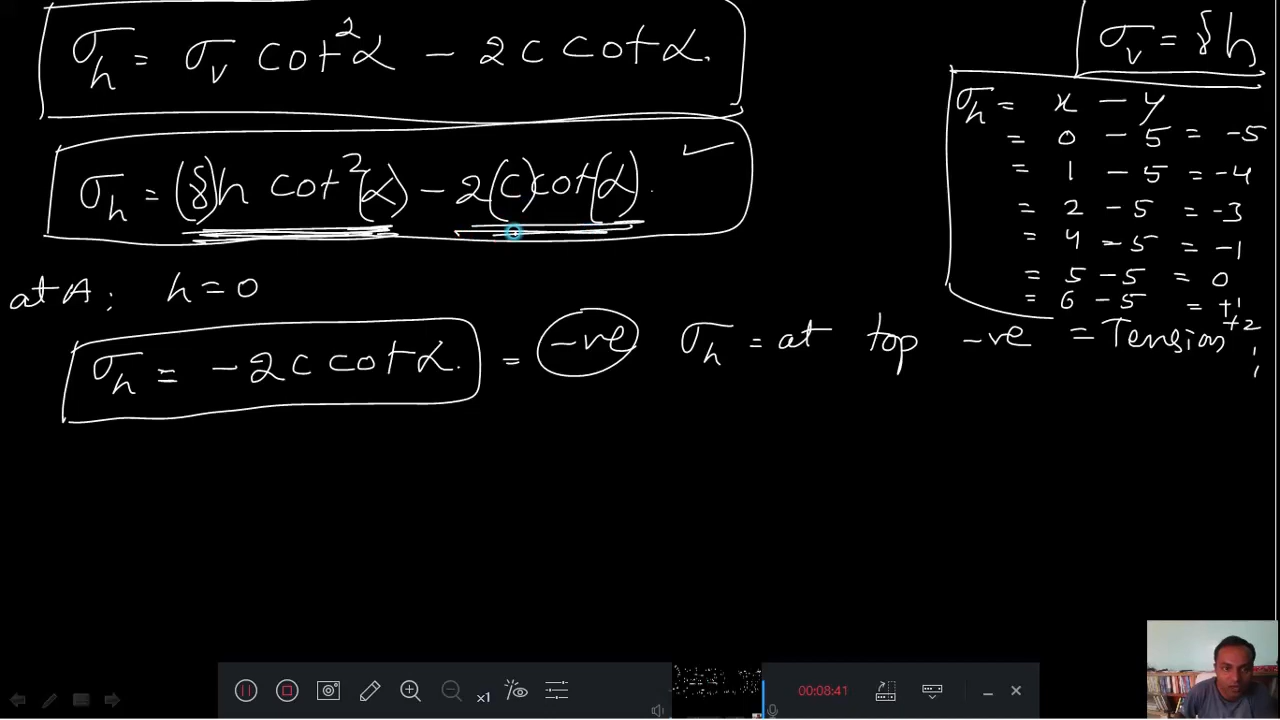 σh = σv cot²α - 2c cotα.
σv = γh
σh = (γ)h cot²(α) - 2(c)cot(α).
σh = x - y
= 0 - 5 = -5
= 1 - 5 = -4
= 2 - 5 = -3
= 4 - 5 = -1
= 5 - 5 = 0
= 6 - 5 = +1
+2
at A; h = 0
σh = -2c cotα. = -ve σh = at top -ve = Tension
x1
00:08:41